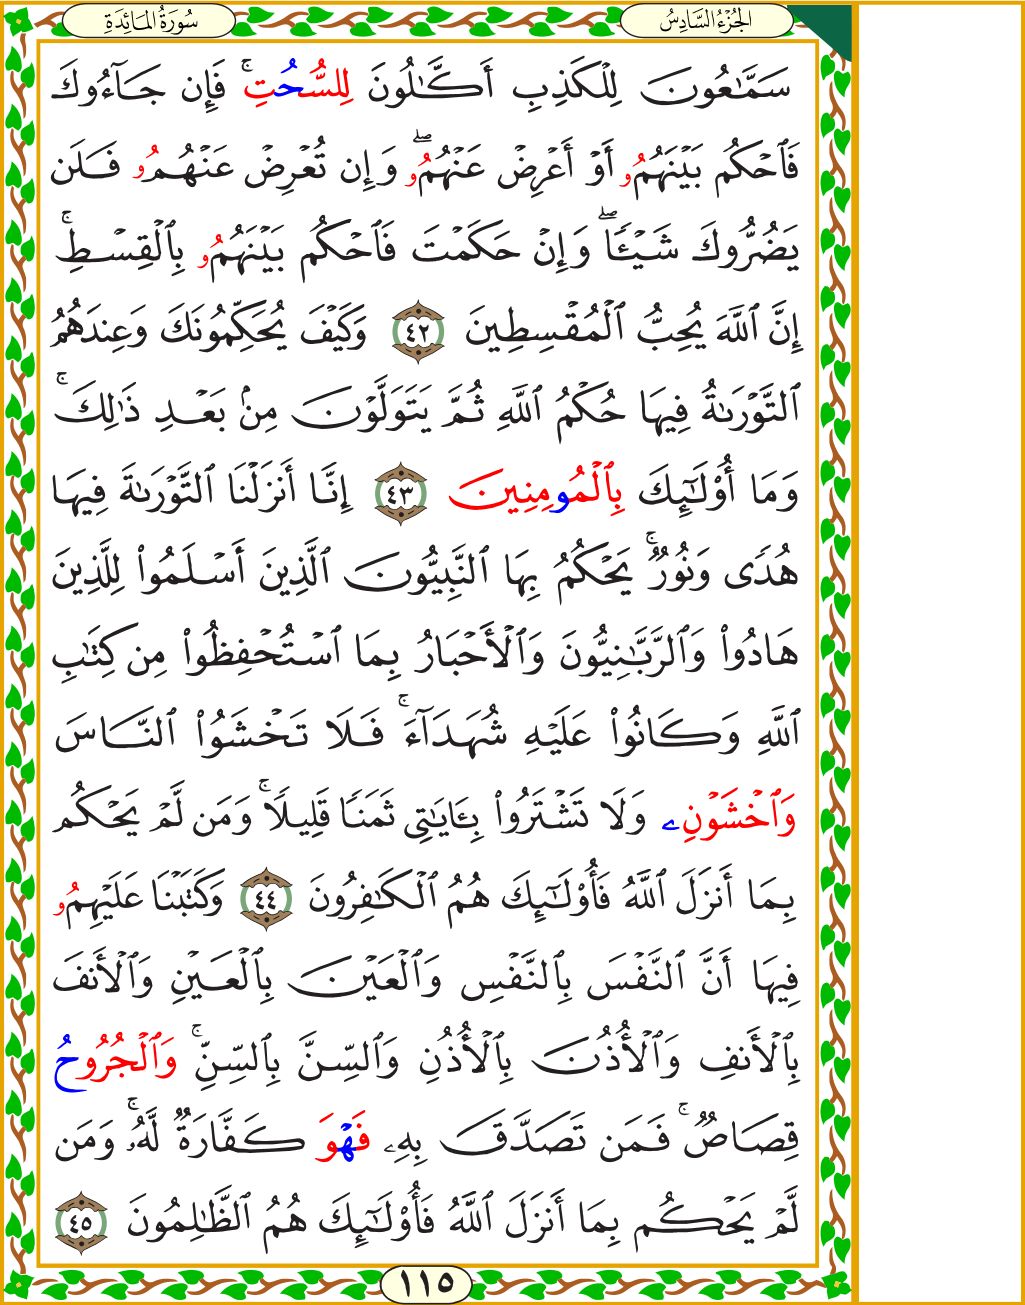 سُورَةُ المَائِدَةِ
الجُزْءُ السَّادِسُ
سَمَّٰعُونَ لِلۡكَذِبِ أَكَّٰلُونَ لِلسُّحُتِۚ فَإِن جَآءُوكَ
فَٱحۡكُم بَيۡنَهُمُۥ أَوۡ أَعۡرِضۡ عَنۡهُمُۥۖ وَإِن تُعۡرِضۡ عَنۡهُمُۥ فَلَن
يَضُرُّوكَ شَيۡـٔٗاۖ وَإِنۡ حَكَمۡتَ فَٱحۡكُم بَيۡنَهُمُۥ بِٱلۡقِسۡطِۚ
إِنَّ ٱللَّهَ يُحِبُّ ٱلۡمُقۡسِطِينَ ٤٢ وَكَيۡفَ يُحَكِّمُونَكَ وَعِندَهُمُ
ٱلتَّوۡرَىٰةُ فِيهَا حُكۡمُ ٱللَّهِ ثُمَّ يَتَوَلَّوۡنَ مِنۢ بَعۡدِ ذَٰلِكَۚ
وَمَآ أُوْلَٰٓئِكَ بِٱلۡمُومِنِينَ ٤٣ إِنَّآ أَنزَلۡنَا ٱلتَّوۡرَىٰةَ فِيهَا
هُدٗى وَنُورٞۚ يَحۡكُمُ بِهَا ٱلنَّبِيُّونَ ٱلَّذِينَ أَسۡلَمُواْ لِلَّذِينَ
هَادُواْ وَٱلرَّبَّٰنِيُّونَ وَٱلۡأَحۡبَارُ بِمَا ٱسۡتُحۡفِظُواْ مِن كِتَٰبِ
ٱللَّهِ وَكَانُواْ عَلَيۡهِ شُهَدَآءَۚ فَلَا تَخۡشَوُاْ ٱلنَّاسَ
وَٱخۡشَوۡنِۦ وَلَا تَشۡتَرُواْ بِـَٔايَٰتِي ثَمَنٗا قَلِيلٗاۚ وَمَن لَّمۡ يَحۡكُم
بِمَآ أَنزَلَ ٱللَّهُ فَأُوْلَٰٓئِكَ هُمُ ٱلۡكَٰفِرُونَ ٤٤ وَكَتَبۡنَا عَلَيۡهِمُۥ
فِيهَآ أَنَّ ٱلنَّفۡسَ بِٱلنَّفۡسِ وَٱلۡعَيۡنَ بِٱلۡعَيۡنِ وَٱلۡأَنفَ
بِٱلۡأَنفِ وَٱلۡأُذُنَ بِٱلۡأُذُنِ وَٱلسِّنَّ بِٱلسِّنِّۚ وَٱلۡجُرُوحُ
قِصَاصٞۚ فَمَن تَصَدَّقَ بِهِۦ فَهۡوَ كَفَّارَةٞ لَّهُۥۚ وَمَن
لَّمۡ يَحۡكُم بِمَآ أَنزَلَ ٱللَّهُ فَأُوْلَٰٓئِكَ هُمُ ٱلظَّٰلِمُونَ ٤٥
١١٥